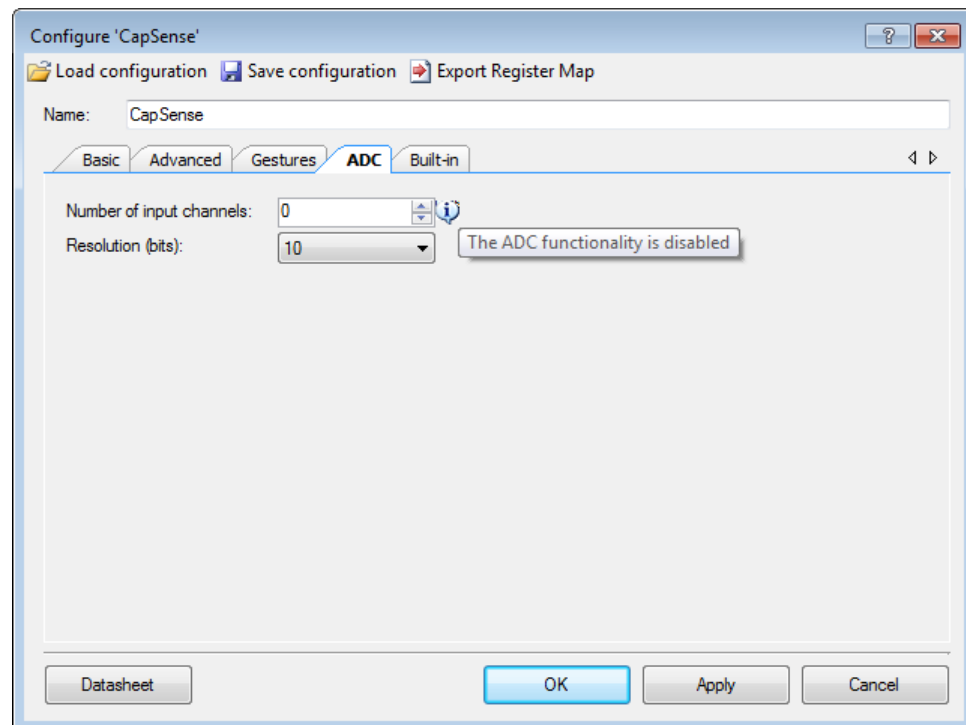 Configure 'CapSense'
Load configuration Save configuration Export Register Map
Name: CapSense
Basic Advanced Gestures ADC Built-in
Number of input channels: 0
Resolution (bits): 10
The ADC functionality is disabled
Datasheet OK Apply Cancel